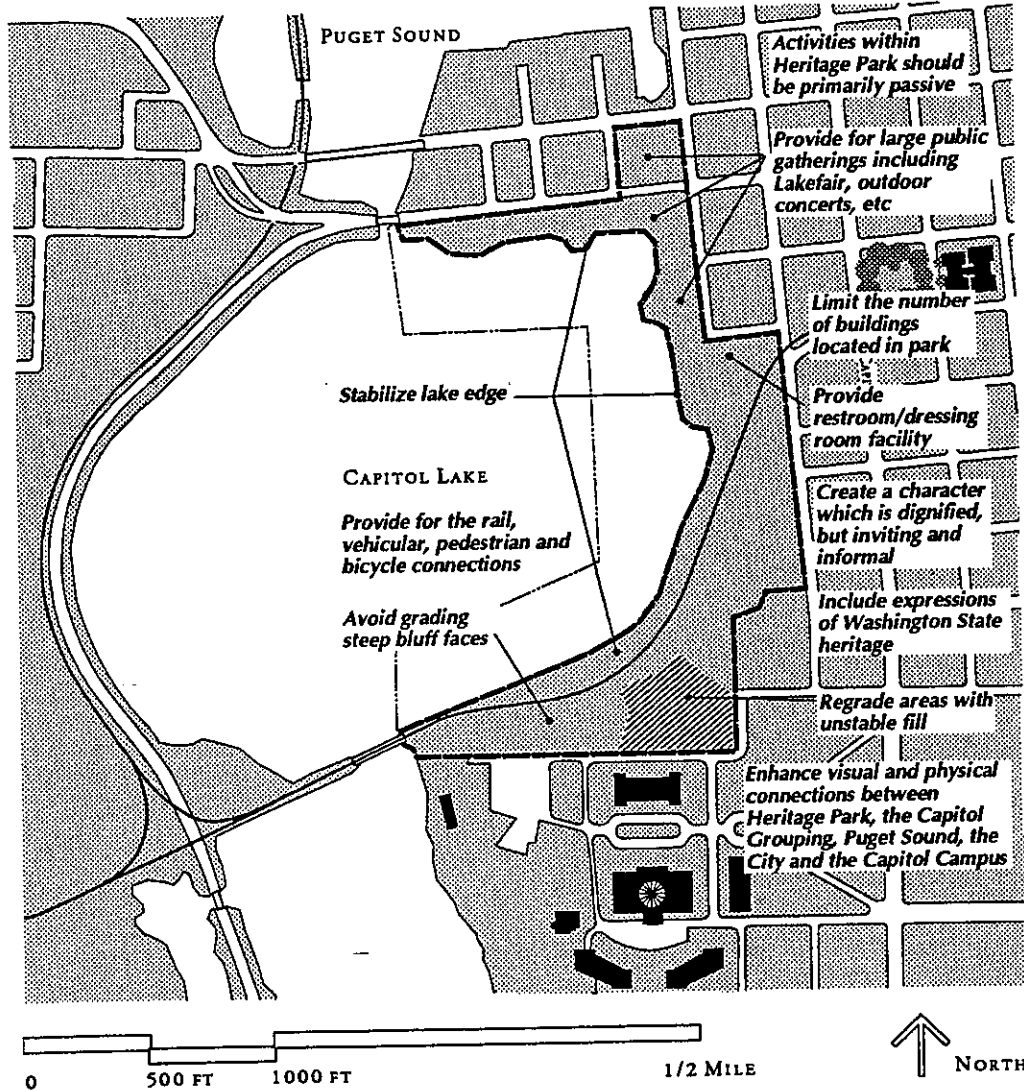 PUGET SOUND
Activities within
Heritage Park should
be primarily passive
Provide for large public
gatherings including
Lakefair, outdoor
concerts, etc
Limit the number
of buildings
located in park
Stabilize lake edge
Provide
restroom/dressing
room facility
CAPITOL LAKE
Create a character
which is dignified,
but inviting and
informal
Provide for the rail,
vehicular, pedestrian and
bicycle connections
Include expressions
of Washington State
heritage
Avoid grading
steep bluff faces
Regrade areas with
unstable fill
Enhance visual and physical
connections between
Heritage Park, the Capitol
Grouping, Puget Sound, the
City and the Capitol Campus
0
500 FT
1000 FT
1/2 MILE
NORTH